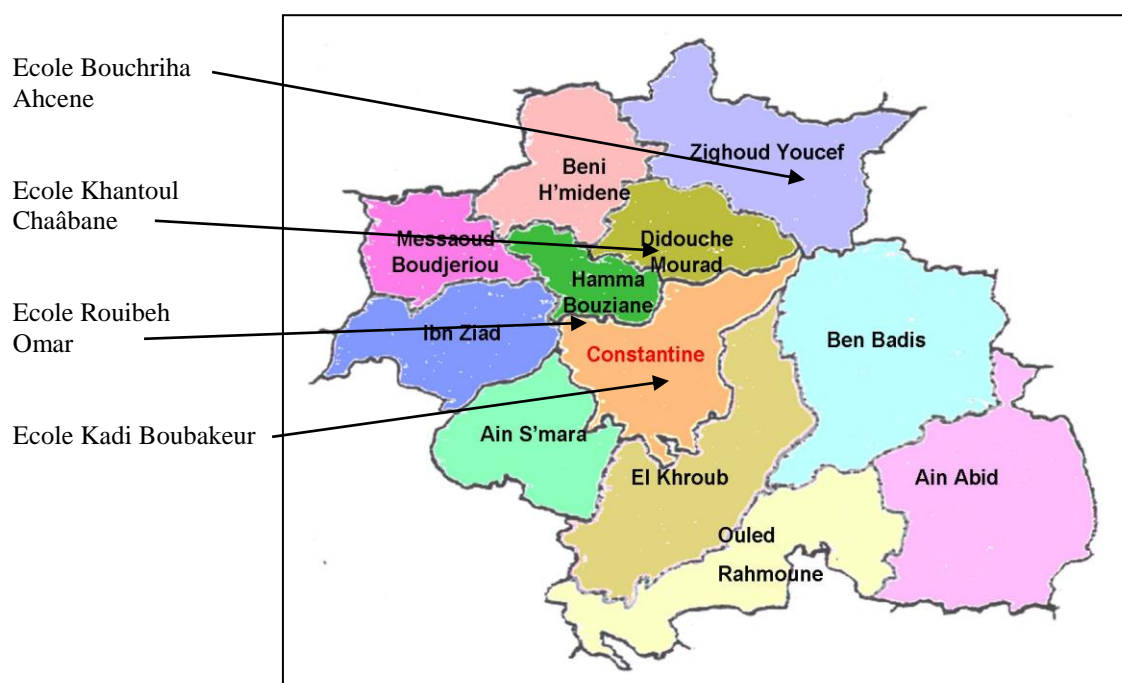 Ecole Bouchriha
Ahcene
Ecole Khantoul
Chaâbane
Ecole Rouibeh
Omar
Ecole Kadi Boubakeur
Zighoud Youcef
Beni
H'midene
Didouche
Mourad
Messaoud
Boudjeriou
Hamma
Bouziane
Ibn Ziad
Constantine
Ben Badis
Ain S'mara
El Khroub
Ain Abid
Ouled
Rahmoune